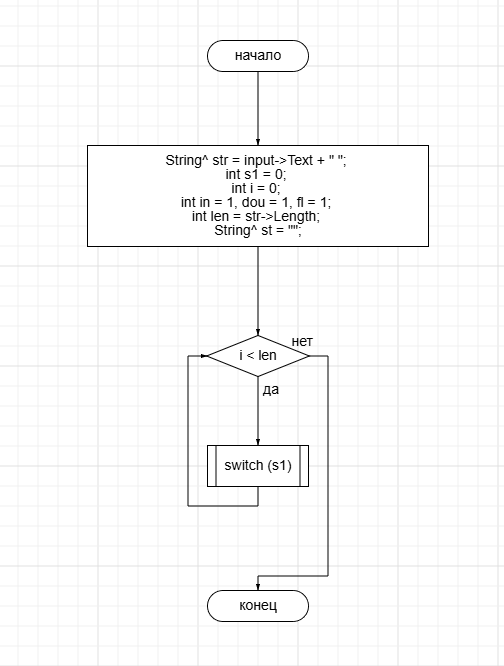 начало
String^ str = input->Text + " ";
int s1 = 0;
int i = 0;
int in = 1, dou = 1, fl = 1;
int len = str->Length;
String^ st = "";
i < len
нет
да
switch (s1)
конец